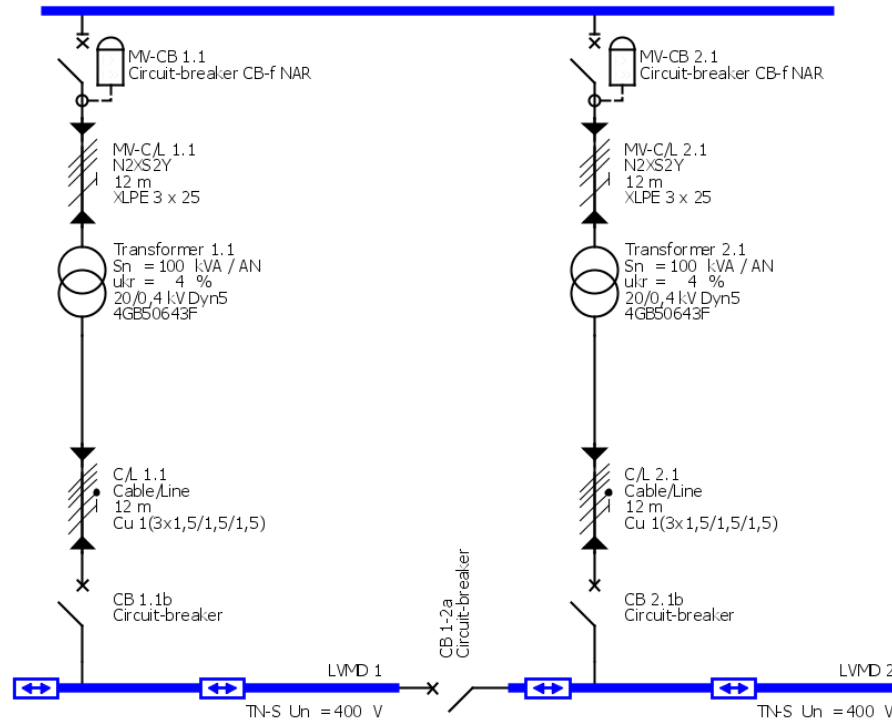 MV-CB 1.1
Circuit-breaker CB-f NAR
MV-C/L 1.1
N2XS2Y
12 m
XLPE 3 x 25
Transformer 1.1
Sn = 100 kVA / AN
ukr = 4 %
20/0,4 kV Dyn5
4GB50643F
C/L 1.1
Cable/Line
12 m
Cu 1(3x1,5/1,5/1,5)
CB 1.1b
Circuit-breaker
LVMD 1
TN-S Un = 400 V
CB 1-2a
Circuit-breaker
MV-CB 2.1
Circuit-breaker CB-f NAR
MV-C/L 2.1
N2XS2Y
12 m
XLPE 3 x 25
Transformer 2.1
Sn = 100 kVA / AN
ukr = 4 %
20/0,4 kV Dyn5
4GB50643F
C/L 2.1
Cable/Line
12 m
Cu 1(3x1,5/1,5/1,5)
CB 2.1b
Circuit-breaker
LVMD 2
TN-S Un = 400 V